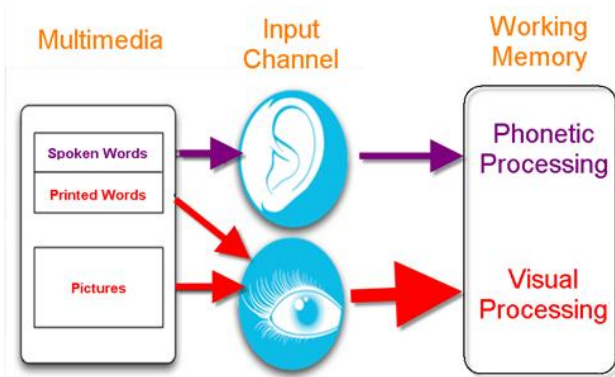 Multimedia
Input
Channel
Working
Memory
Spoken Words
Printed Words
Pictures
Phonetic
Processing
Visual
Processing